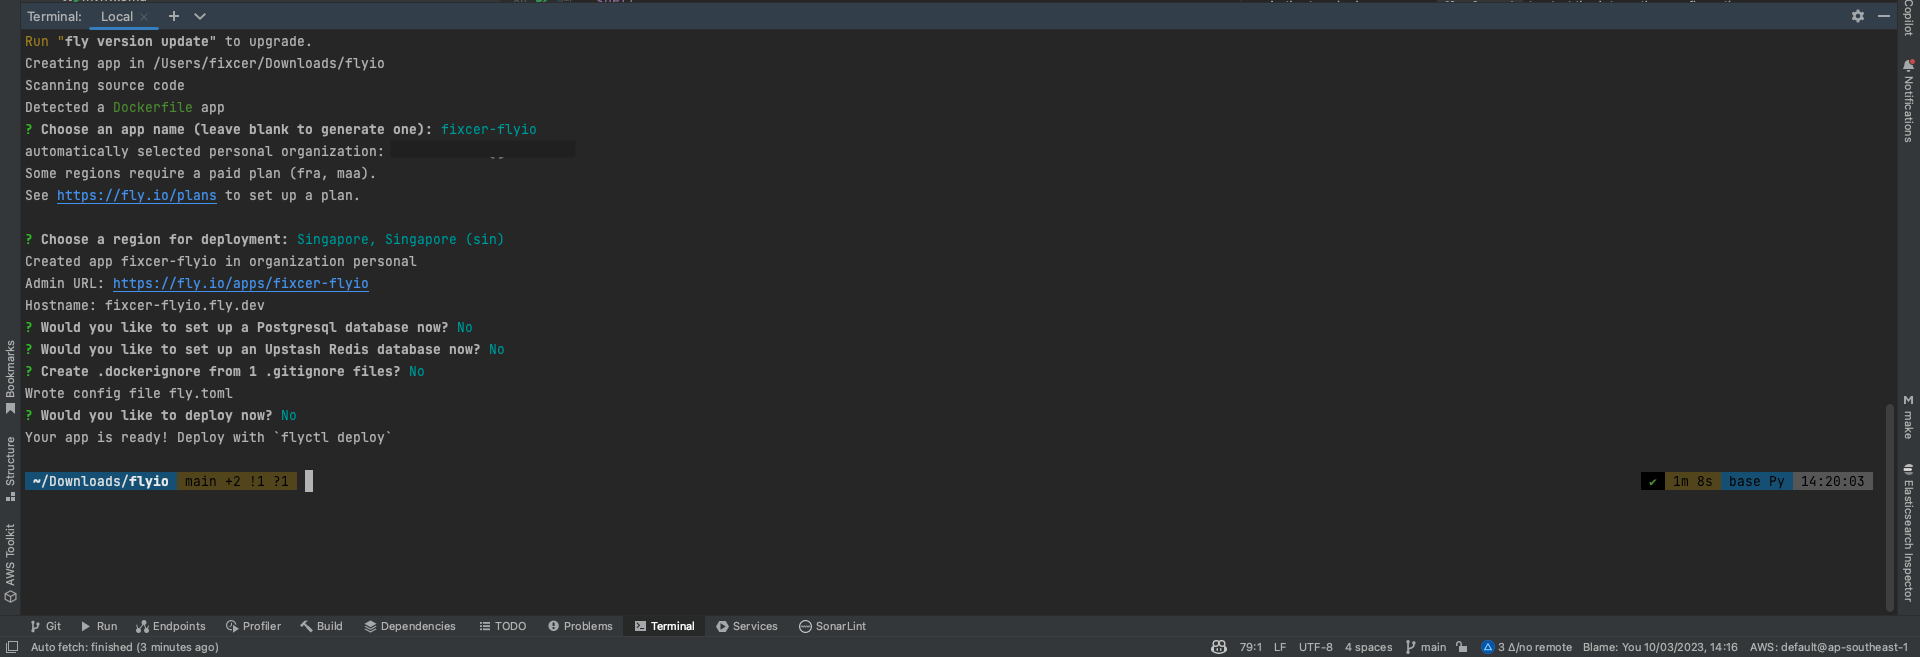 Terminal: Local
Run "fly version update" to upgrade.
Creating app in /Users/fixcer/Downloads/flyio
Scanning source code
Detected a Dockerfile app
? Choose an app name (leave blank to generate one): fixcer-flyio
automatically selected personal organization:
Some regions require a paid plan (fra, maa).
See https://fly.io/plans to set up a plan.
? Choose a region for deployment: Singapore, Singapore (sin)
Created app fixcer-flyio in organization personal
Admin URL: https://fly.io/apps/fixcer-flyio
Hostname: fixcer-flyio.fly.dev
? Would you like to set up a Postgresql database now? No
? Would you like to set up an Upstash Redis database now? No
? Create .dockerignore from 1 .gitignore files? No
Wrote config file fly.toml
? Would you like to deploy now? No
Your app is ready! Deploy with `flyctl deploy`
~/Downloads/flyio main +2 !1 ?1 ✔ 1m 8s base Py 14:20:03
Bookmarks
Structure
AWS Toolkit
Copilot
Notifications
M make
Elasticsearch Inspector
Git Run Endpoints Profiler Build Dependencies TODO Problems Terminal Services SonarLint
Auto fetch: finished (3 minutes ago) 79:1 LF UTF-8 4 spaces main 3 Δ/no remote Blame: You 10/03/2023, 14:16 AWS: default@ap-southeast-1